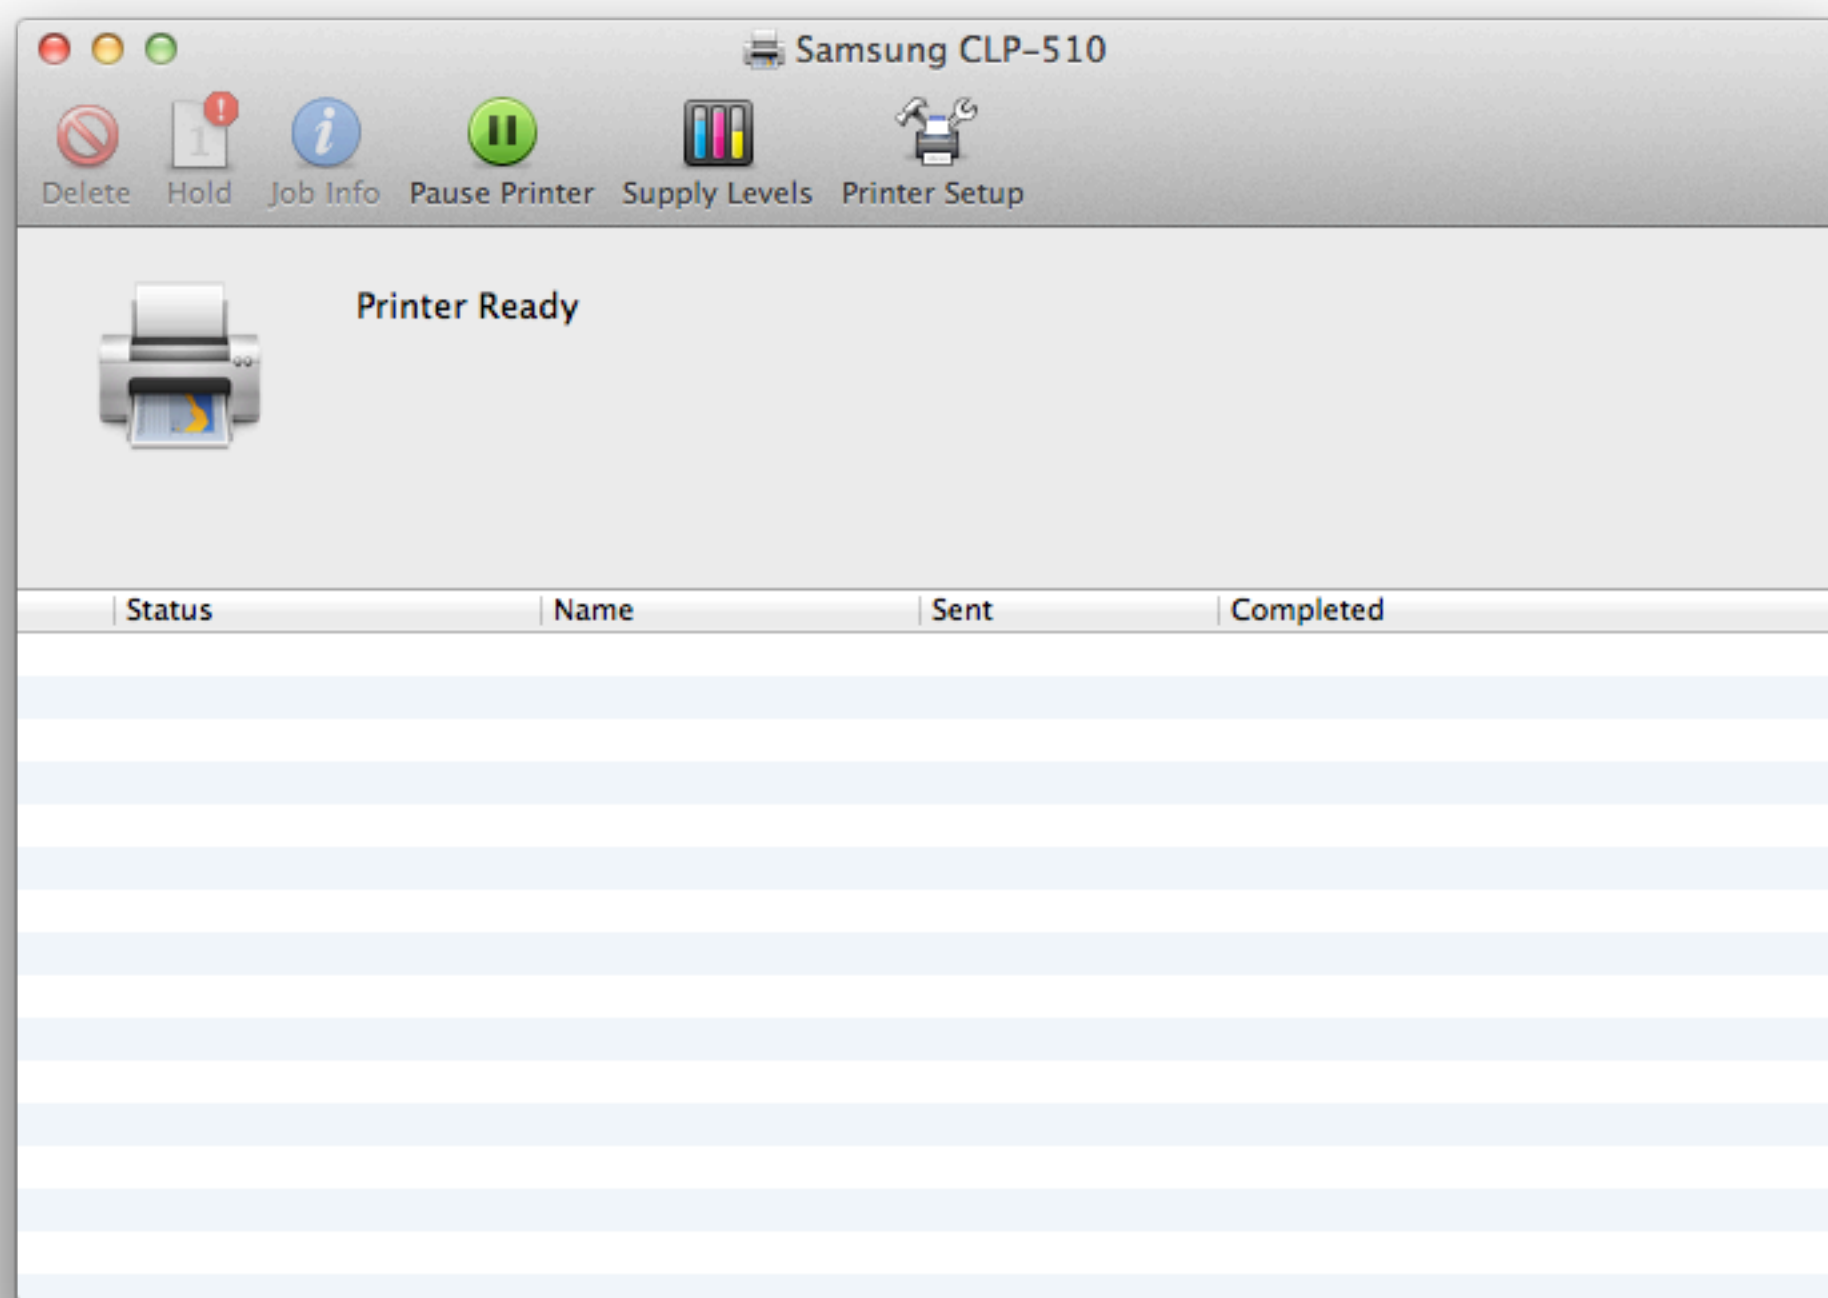 Samsung CLP-510
Delete Hold Job Info Pause Printer Supply Levels Printer Setup
Printer Ready
Status Name Sent Completed